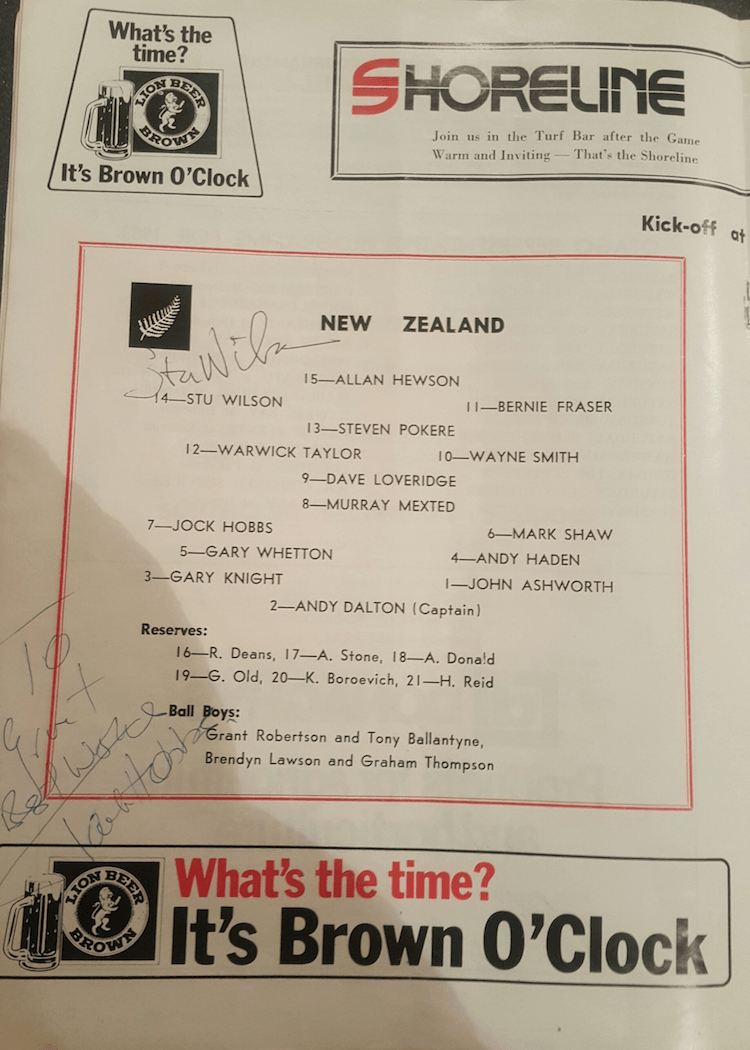 What's the
time?
LION BEER
BROWN
It's Brown O'Clock
SHORELINE
Join us in the Turf Bar after the Game
Warm and Inviting — That's the Shoreline
Kick-off at
NEW ZEALAND
Stu Wilson
15—ALLAN HEWSON
14—STU WILSON
11—BERNIE FRASER
13—STEVEN POKERE
12—WARWICK TAYLOR
10—WAYNE SMITH
9—DAVE LOVERIDGE
8—MURRAY MEXTED
7—JOCK HOBBS
6—MARK SHAW
5—GARY WHETTON
4—ANDY HADEN
3—GARY KNIGHT
1—JOHN ASHWORTH
2—ANDY DALTON (Captain)
Reserves:
16—R. Deans, 17—A. Stone, 18—A. Donald
19—G. Old, 20—K. Boroevich, 21—H. Reid
Ball Boys:
Grant Robertson and Tony Ballantyne,
Brendyn Lawson and Graham Thompson
To
Grant
Best wishes
Jock Hobbs
LION BEER
BROWN
What's the time?
It's Brown O'Clock